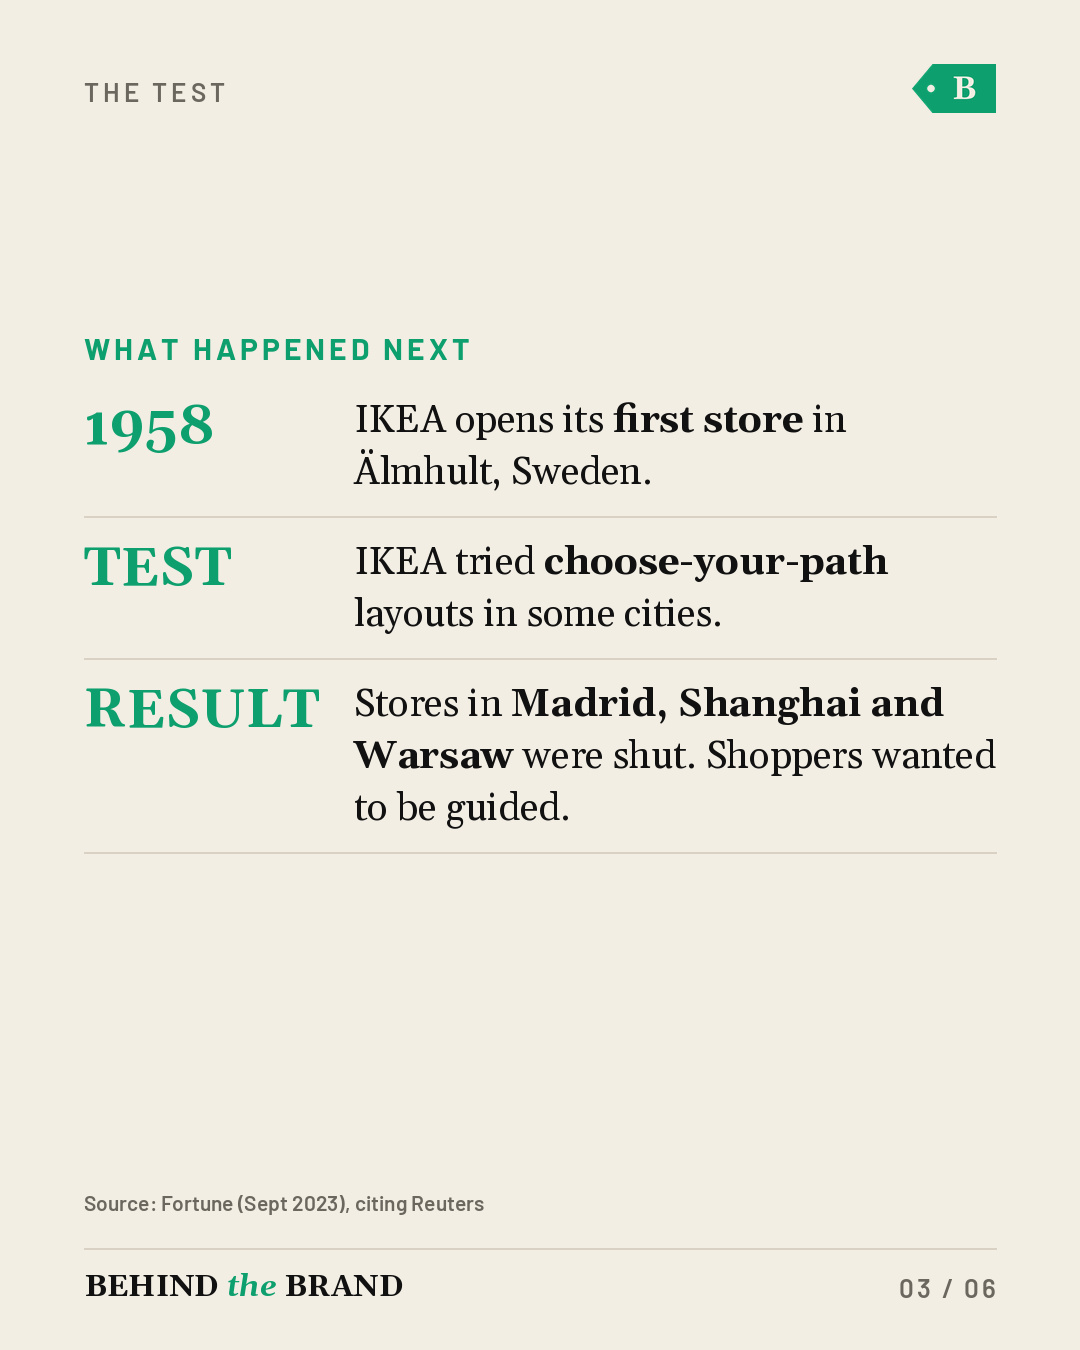 THE TEST
B
WHAT HAPPENED NEXT
1958
IKEA opens its first store in
Älmhult, Sweden.
TEST
IKEA tried choose-your-path
layouts in some cities.
RESULT
Stores in Madrid, Shanghai and
Warsaw were shut. Shoppers wanted
to be guided.
Source: Fortune (Sept 2023), citing Reuters
BEHIND the BRAND
03 / 06